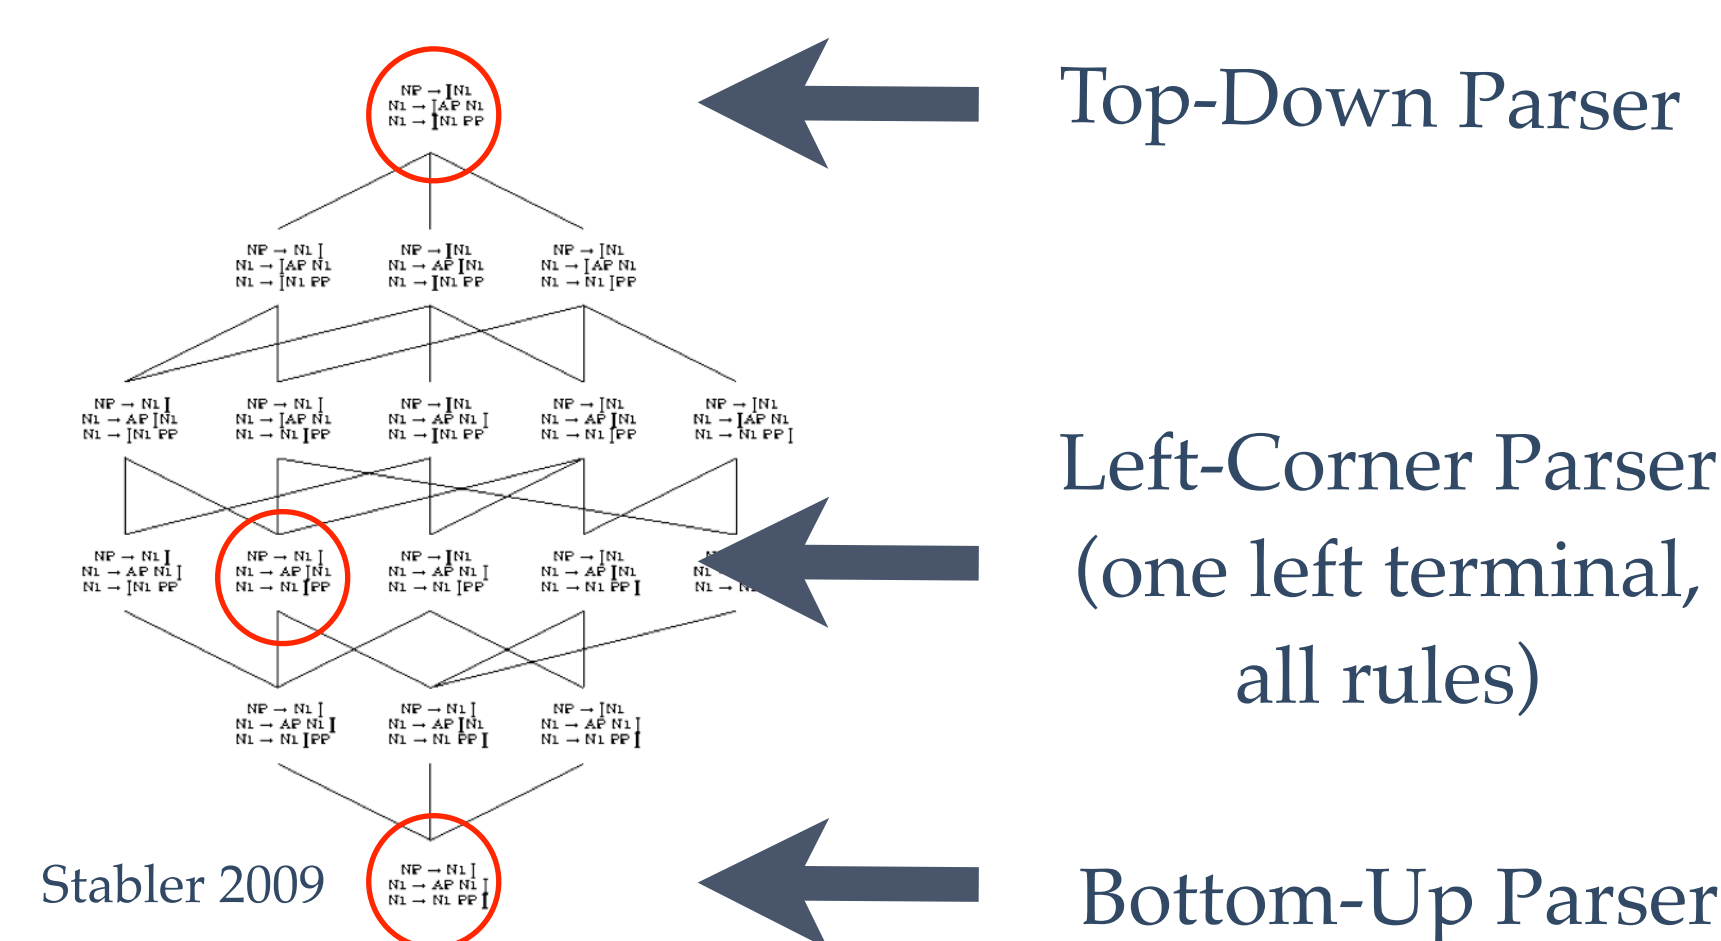 NP → [N1
N1 → [AP N1
N1 → [N1 PP
Top-Down Parser
NP → N1 [
N1 → [AP N1
N1 → [N1 PP
NP → [N1
N1 → AP [N1
N1 → [N1 PP
NP → [N1
N1 → [AP N1
N1 → N1 [PP
NP → N1 [
N1 → AP [N1
N1 → [N1 PP
NP → N1 [
N1 → [AP N1
N1 → N1 [PP
NP → [N1
N1 → AP N1 [
N1 → [N1 PP
NP → [N1
N1 → AP [N1
N1 → N1 [PP
NP → [N1
N1 → [AP N1
N1 → N1 PP [
NP → N1 [
N1 → AP N1 [
N1 → [N1 PP
NP → N1 [
N1 → AP [N1
N1 → N1 [PP
NP → [N1
N1 → AP N1 [
N1 → N1 [PP
NP → [N1
N1 → AP [N1
N1 → N1 PP [
N1 →
Left-Corner Parser
(one left terminal,
all rules)
NP → N1 [
N1 → AP N1 [
N1 → N1 [PP
NP → N1 [
N1 → AP [N1
N1 → N1 PP [
NP → [N1
N1 → AP N1 [
N1 → N1 PP [
Stabler 2009
NP → N1 [
N1 → AP N1 [
N1 → N1 PP [
Bottom-Up Parser